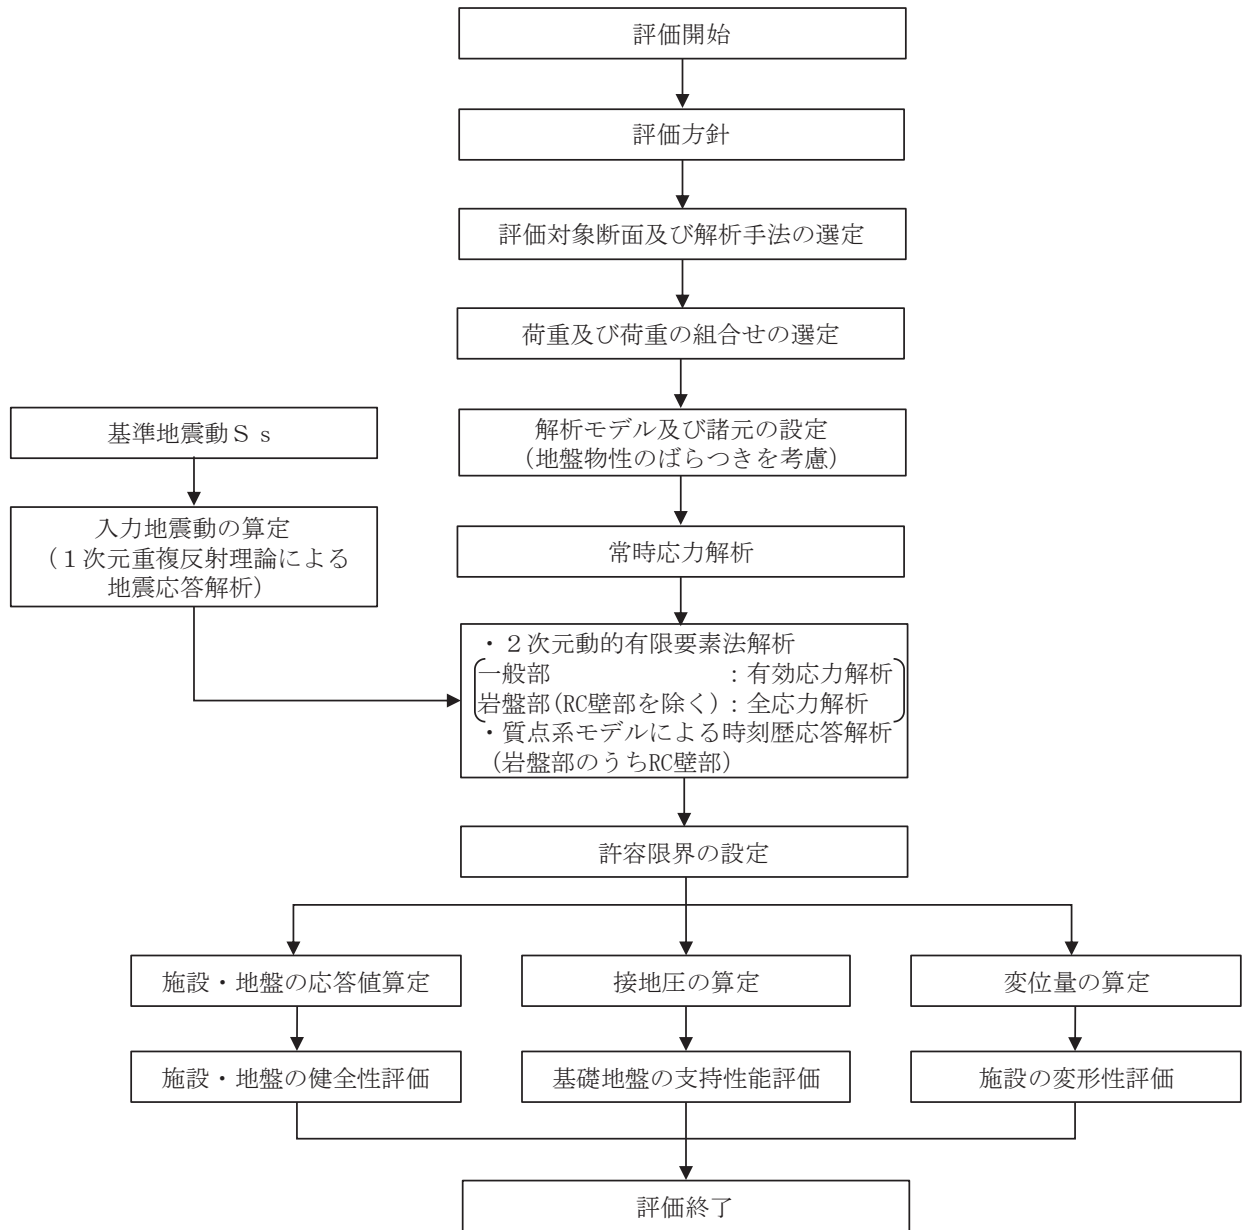 評価開始
評価方針
評価対象断面及び解析手法の選定
荷重及び荷重の組合せの選定
解析モデル及び諸元の設定
(地盤物性のばらつきを考慮)
基準地震動Ｓｓ
入力地震動の算定
（１次元重複反射理論による
地震応答解析）
常時応力解析
・２次元動的有限要素法解析
一般部　　　　　　　：有効応力解析
岩盤部(RC壁部を除く)：全応力解析
・質点系モデルによる時刻歴応答解析
(岩盤部のうちRC壁部)
許容限界の設定
施設・地盤の応答値算定
接地圧の算定
変位量の算定
施設・地盤の健全性評価
基礎地盤の支持性能評価
施設の変形性評価
評価終了